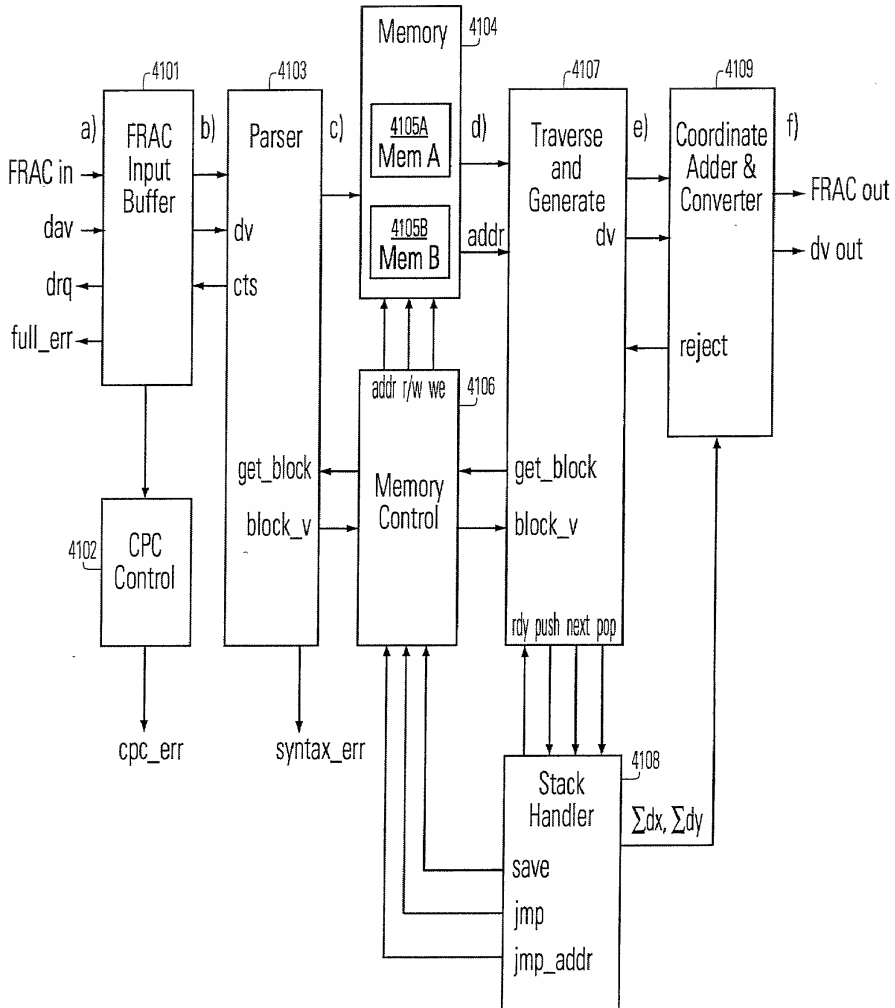 4101
a)
FRAC
Input
Buffer
FRAC in
dav
drq
full_err
b)
4103
Parser
dv
cts
get_block
block_v
c)
Memory
4104
4105A
Mem A
4105B
Mem B
d)
addr
4107
Traverse
and
Generate
dv
get_block
block_v
rdy push next pop
e)
4109
Coordinate
Adder &
Converter
reject
f)
FRAC out
dv out
addr r/w we
4106
Memory
Control
4102
CPC
Control
cpc_err
syntax_err
4108
Stack
Handler
save
jmp
jmp_addr
∑dx, ∑dy